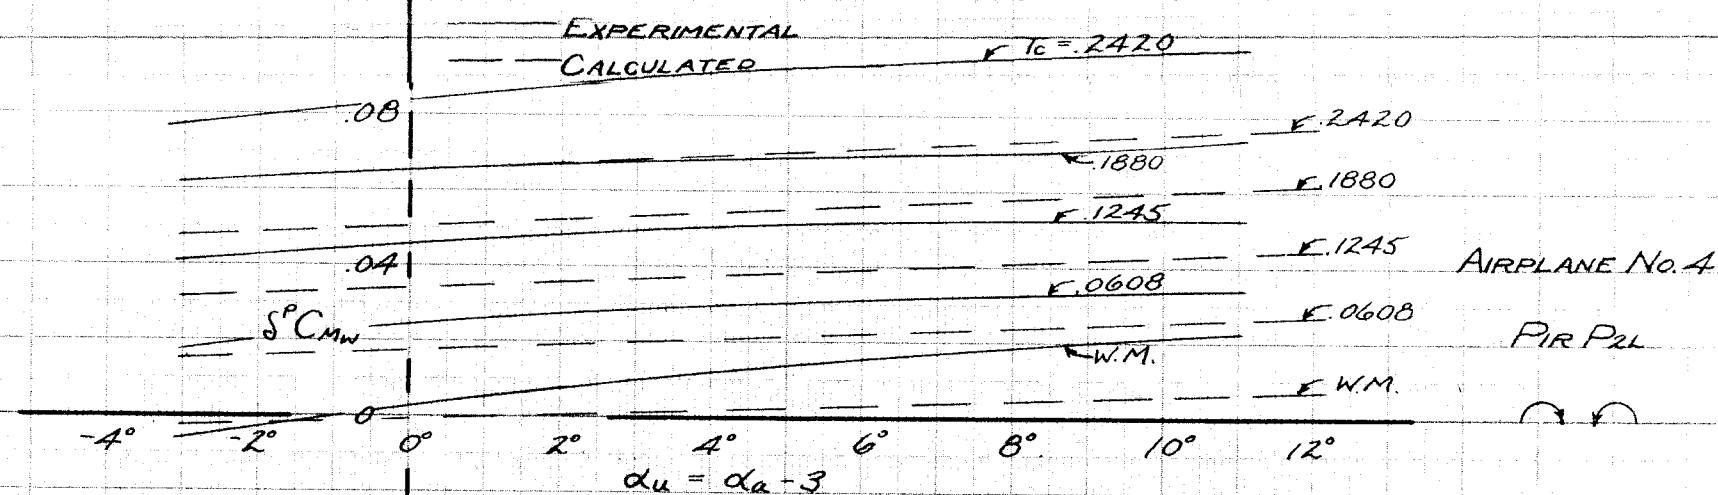 EXPERIMENTAL
CALCULATED
Tc = .2420
.08
.2420
.1880
.1880
.1245
.1245
.04
AIRPLANE NO. 4
.0608
.0608
δᴾCMW
P1R P2L
W.M.
W.M.
0
-4° -2° 0° 2° 4° 6° 8° 10° 12°
αu = αa - 3